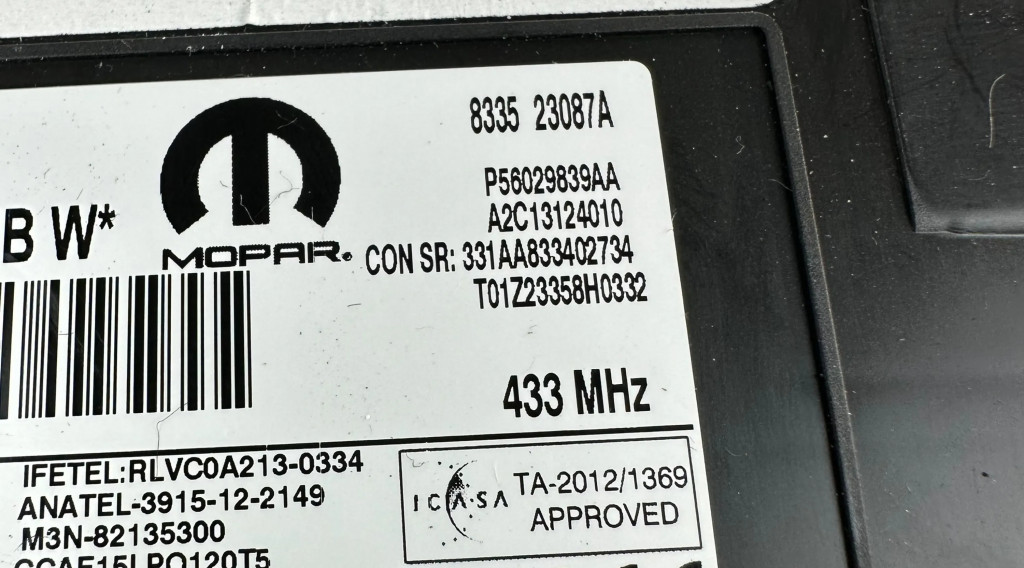 8335 23087A
P56029839AA
A2C13124010
B W*
MOPAR®
CON SR: 331AA833402734
T01Z23358H0332
433 MHz
IFETEL:RLVC0A213-0334
ANATEL-3915-12-2149
M3N-82135300
ICASA
TA-2012/1369
APPROVED